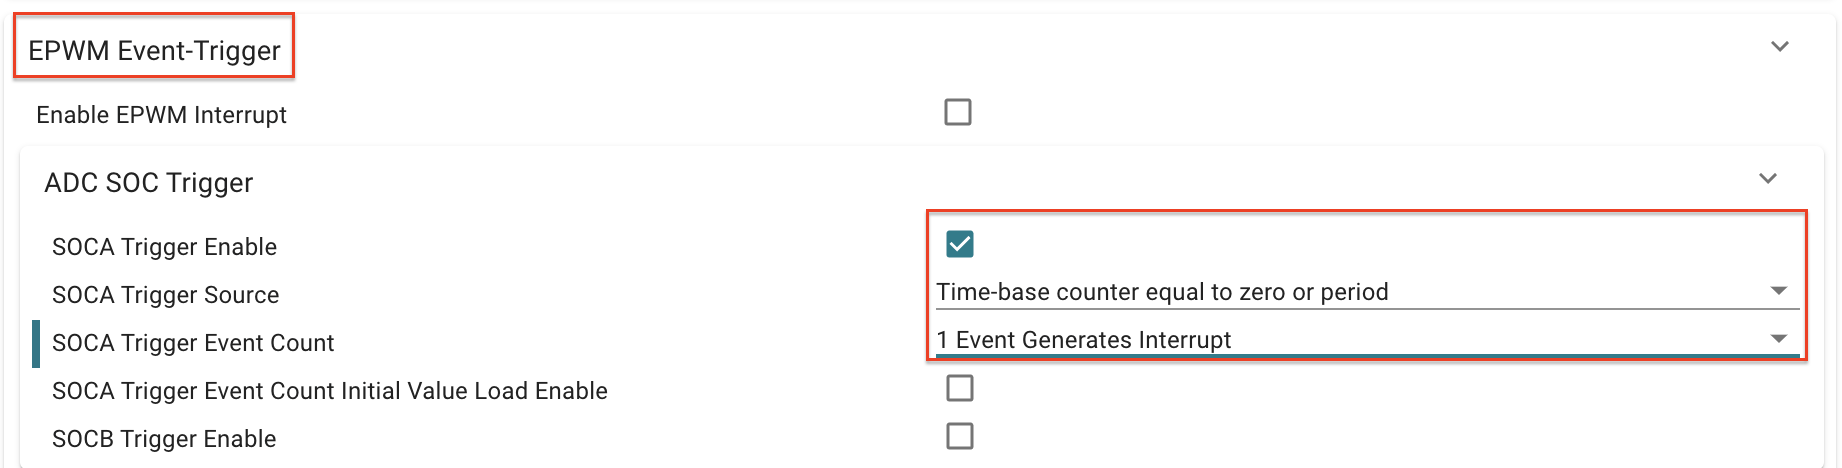 EPWM Event-Trigger
Enable EPWM Interrupt
ADC SOC Trigger
SOCA Trigger Enable
SOCA Trigger Source Time-base counter equal to zero or period
SOCA Trigger Event Count 1 Event Generates Interrupt
SOCA Trigger Event Count Initial Value Load Enable
SOCB Trigger Enable